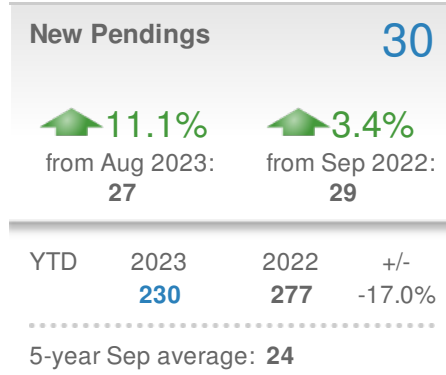 New Pendings 30
11.1% 3.4%
from Aug 2023: from Sep 2022:
27 29
YTD 2023 2022 +/-
230 277 -17.0%
5-year Sep average: 24